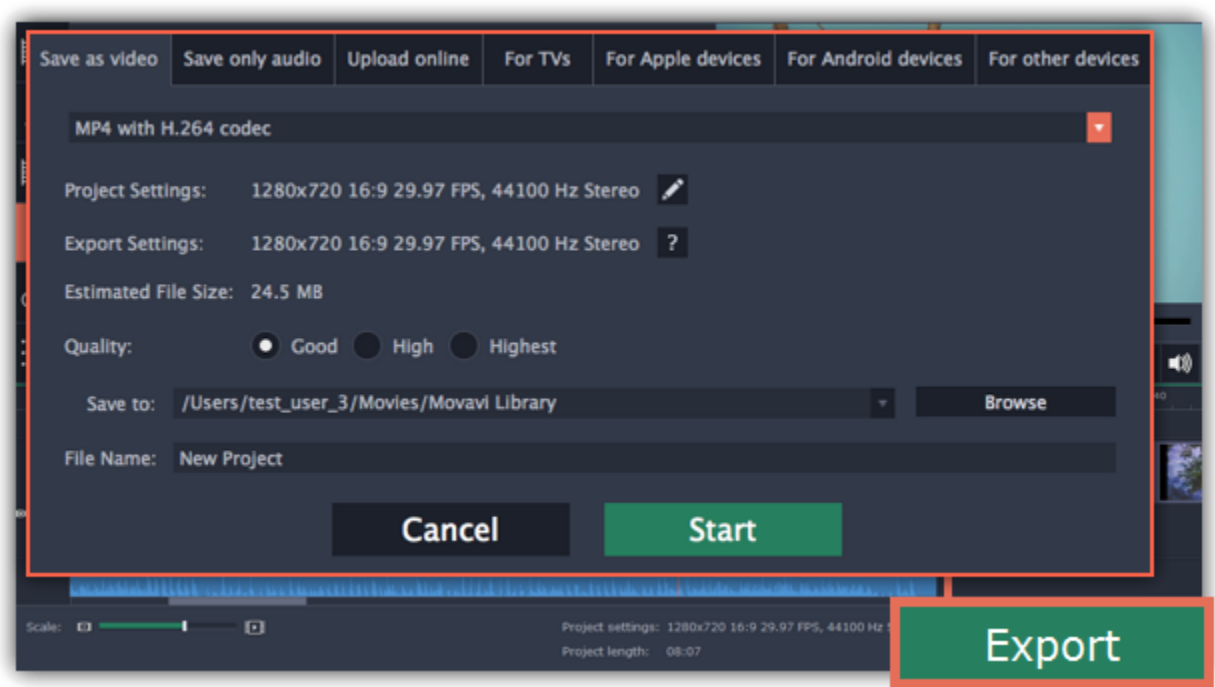 Save as video Save only audio Upload online For TVs For Apple devices For Android devices For other devices
MP4 with H.264 codec
Project Settings: 1280x720 16:9 29.97 FPS, 44100 Hz Stereo
Export Settings: 1280x720 16:9 29.97 FPS, 44100 Hz Stereo ?
Estimated File Size: 24.5 MB
Quality: Good High Highest
Save to: /Users/test_user_3/Movies/Movavi Library Browse
File Name: New Project
Cancel Start
Scale: Project settings: 1280x720 16:9 29.97 FPS, 44100 Hz
Project length: 08:07
Export